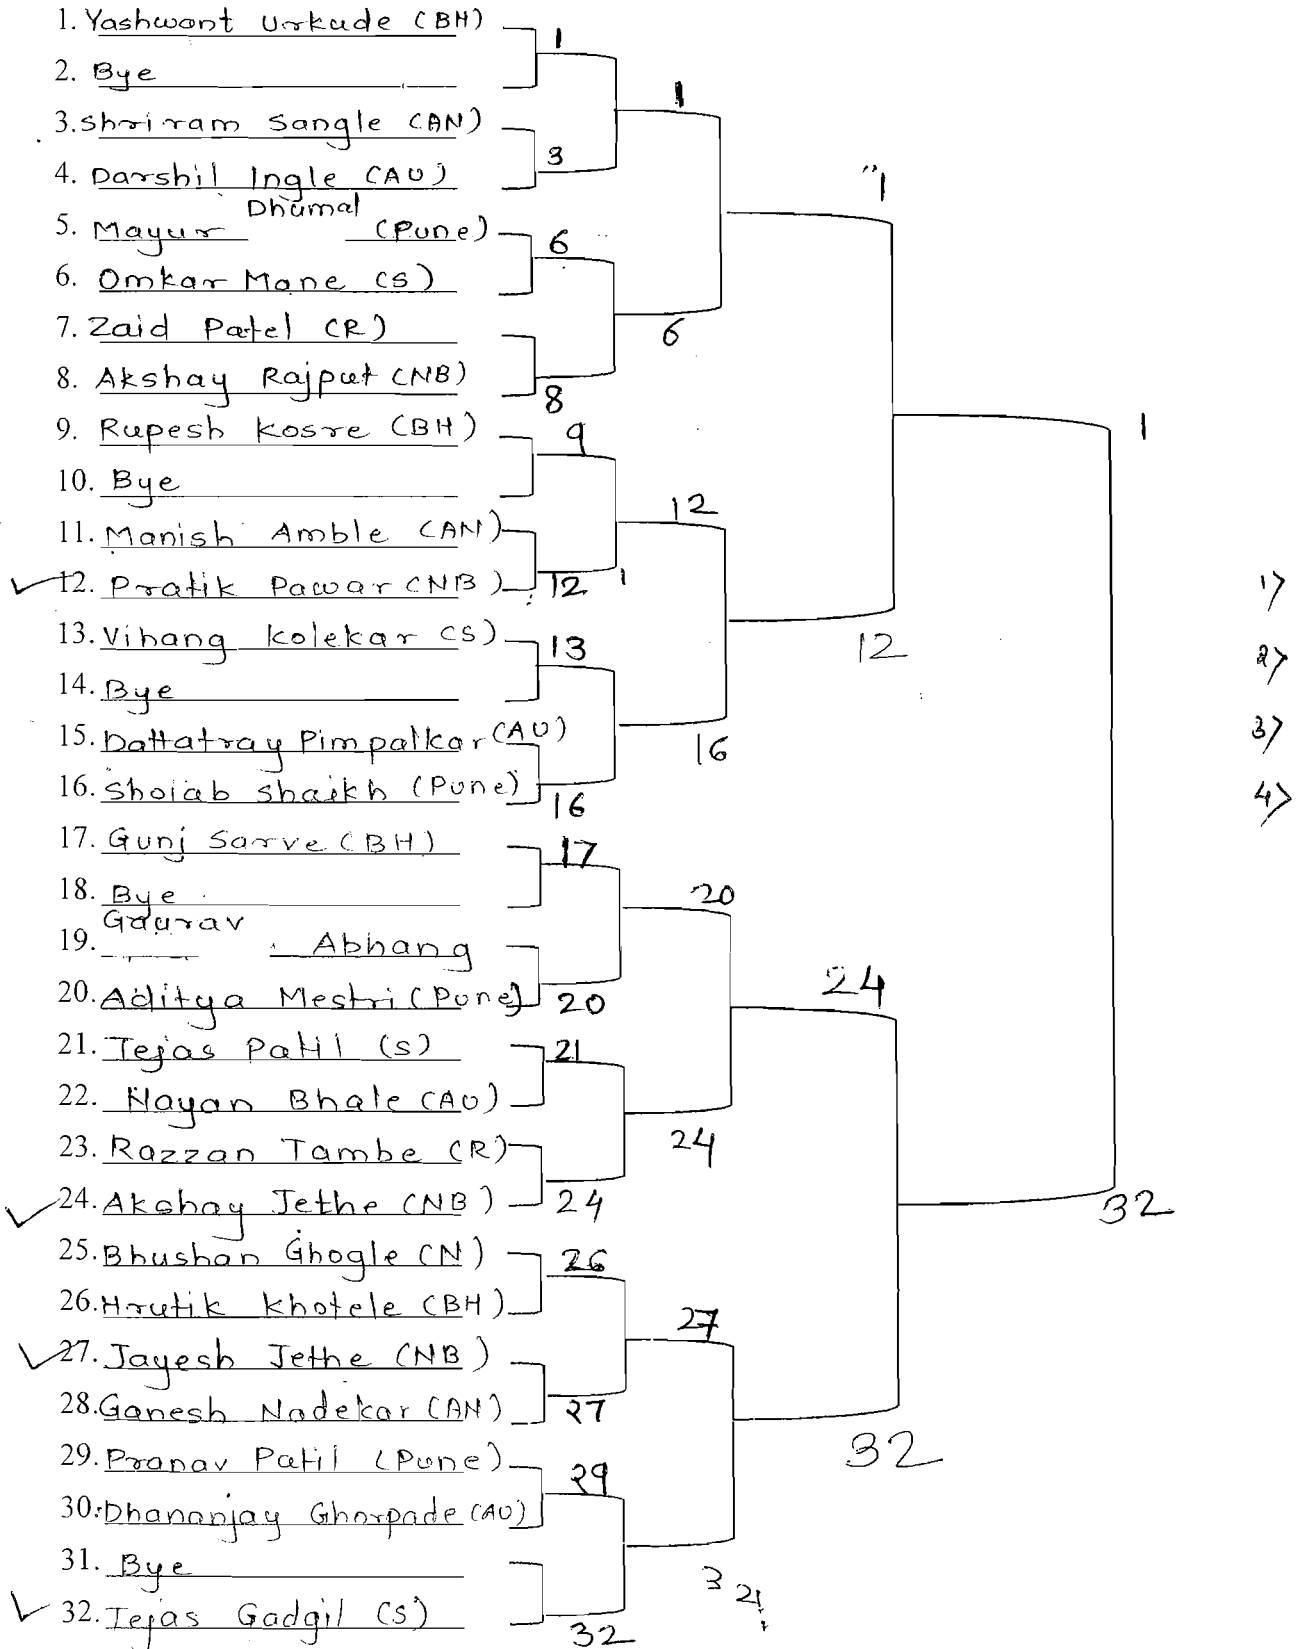 1. Yashwant Urkude (BH)
1
2. Bye
1
3. Shriram Sangle (AN)
3
4. Darshil Ingle (AU)
"1
Dhumal
5. Mayur (Pune)
6
6. Omkar Mane (S)
7. Zaid Patel (R)
6
8. Akshay Rajput (NB)
8
9. Rupesh Kosre (BH)
9
1
10. Bye
12
11. Manish Amble (AN)
12. Pratik Pawar (NB)
12
1)
13. Vihang Kolekar (S)
13
12
2)
14. Bye
15. Dattatray Pimpalkar (AU)
16
3)
16. Shoiab Shaikh (Pune)
16
4)
17. Gunj Sarve (BH)
17
18. Bye
20
Gaurav
19. Abhang
24
20. Aditya Mestri (Pune)
20
21. Tejas Patil (S)
21
22. Nayan Bhale (AU)
23. Razzan Tambe (R)
24
24. Akshay Jethe (NB)
24
32
25. Bhushan Ghogle (N)
26
26. Hrutik Khotele (BH)
27
27. Jayesh Jethe (NB)
28. Ganesh Nadekar (AN)
27
29. Pranav Patil (Pune)
29
32
30. Dhananjay Ghorpade (AU)
31. Bye
32. Tejas Gadgil (S)
32